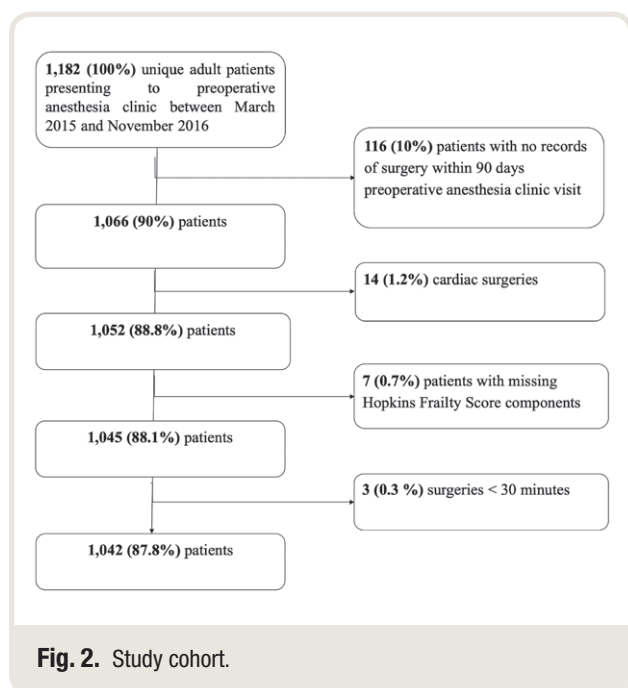 1,182 (100%) unique adult patients
presenting to preoperative
anesthesia clinic between March
2015 and November 2016
116 (10%) patients with no records
of surgery within 90 days
preoperative anesthesia clinic visit
1,066 (90%) patients
14 (1.2%) cardiac surgeries
1,052 (88.8%) patients
7 (0.7%) patients with missing
Hopkins Frailty Score components
1,045 (88.1%) patients
3 (0.3 %) surgeries < 30 minutes
1,042 (87.8%) patients
Fig. 2. Study cohort.